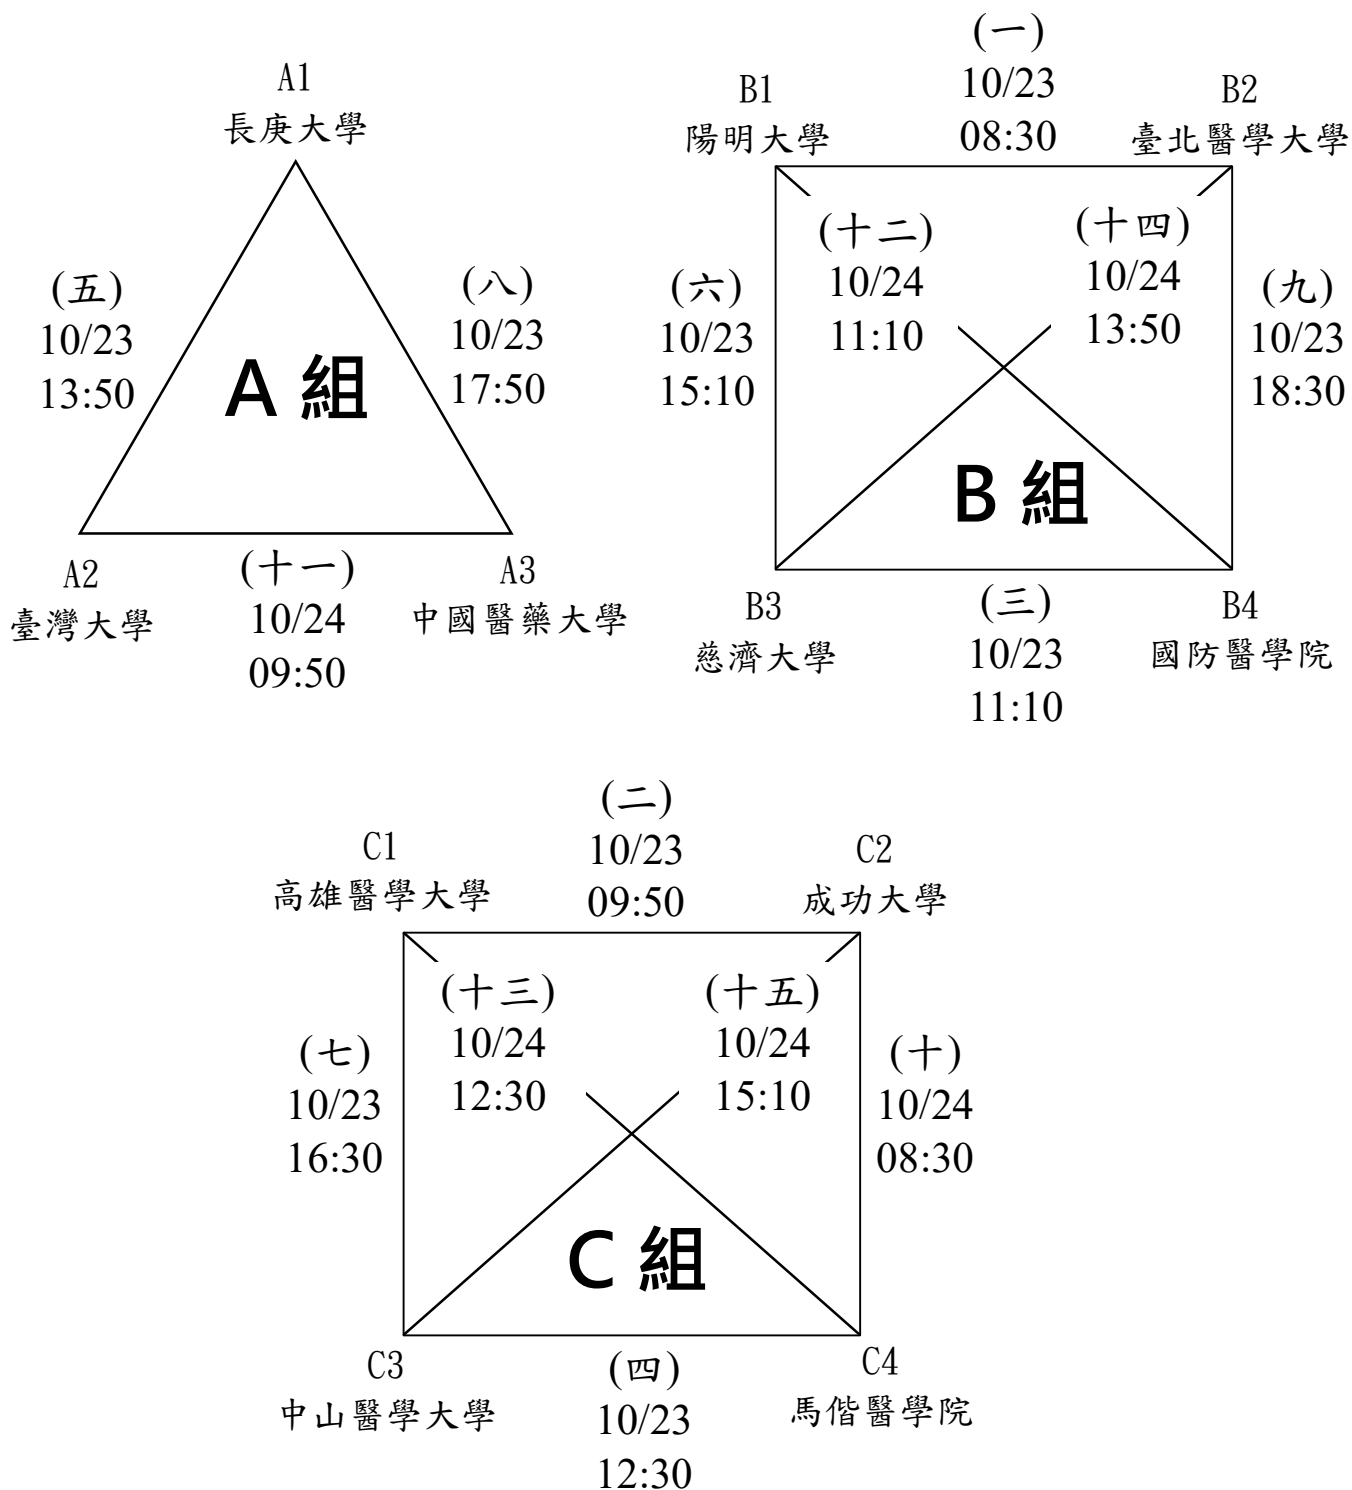 A1
長庚大學
(五)
10/23
13:50
(八)
10/23
17:50
A 組
A2
臺灣大學
(十一)
10/24
09:50
A3
中國醫藥大學
B1
陽明大學
(一)
10/23
08:30
B2
臺北醫學大學
(六)
10/23
15:10
(十二)
10/24
11:10
(十四)
10/24
13:50
(九)
10/23
18:30
B 組
B3
慈濟大學
(三)
10/23
11:10
B4
國防醫學院
C1
高雄醫學大學
(二)
10/23
09:50
C2
成功大學
(七)
10/23
16:30
(十三)
10/24
12:30
(十五)
10/24
15:10
(十)
10/24
08:30
C 組
C3
中山醫學大學
(四)
10/23
12:30
C4
馬偕醫學院